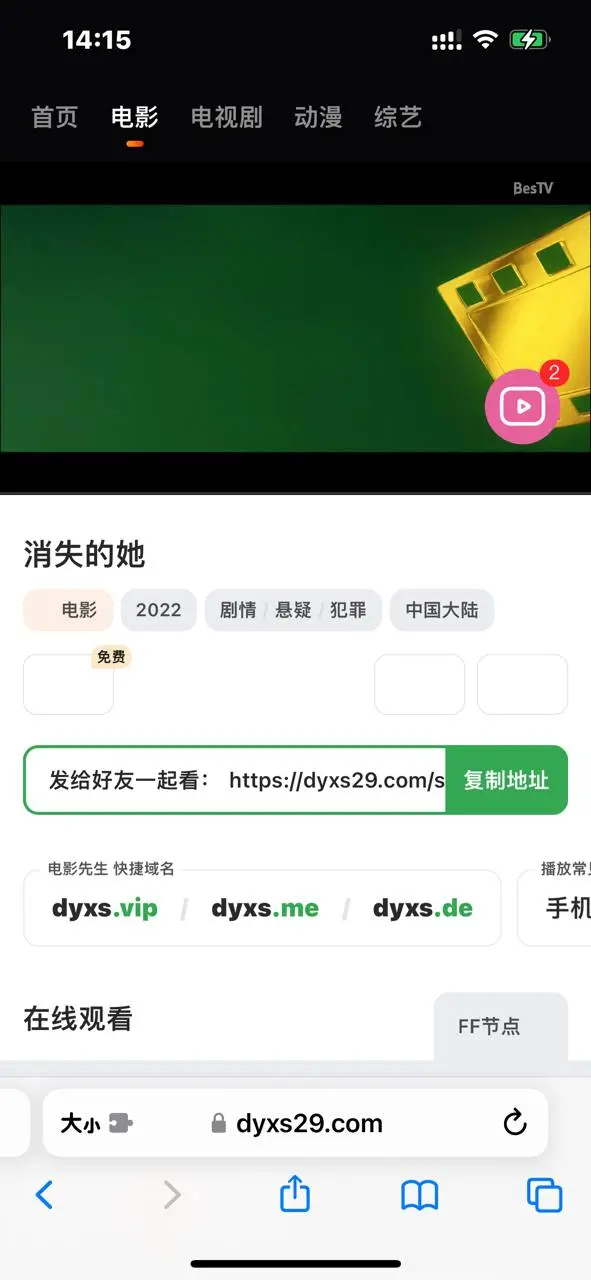 14:15
首页 电影 电视剧 动漫 综艺
BesTV
2
消失的她
电影 2022 剧情 / 悬疑 / 犯罪 中国大陆
免费
发给好友一起看： https://dyxs29.com/s 复制地址
电影先生 快捷域名 播放常见
dyxs.vip / dyxs.me / dyxs.de 手机
在线观看 FF节点
大小 dyxs29.com